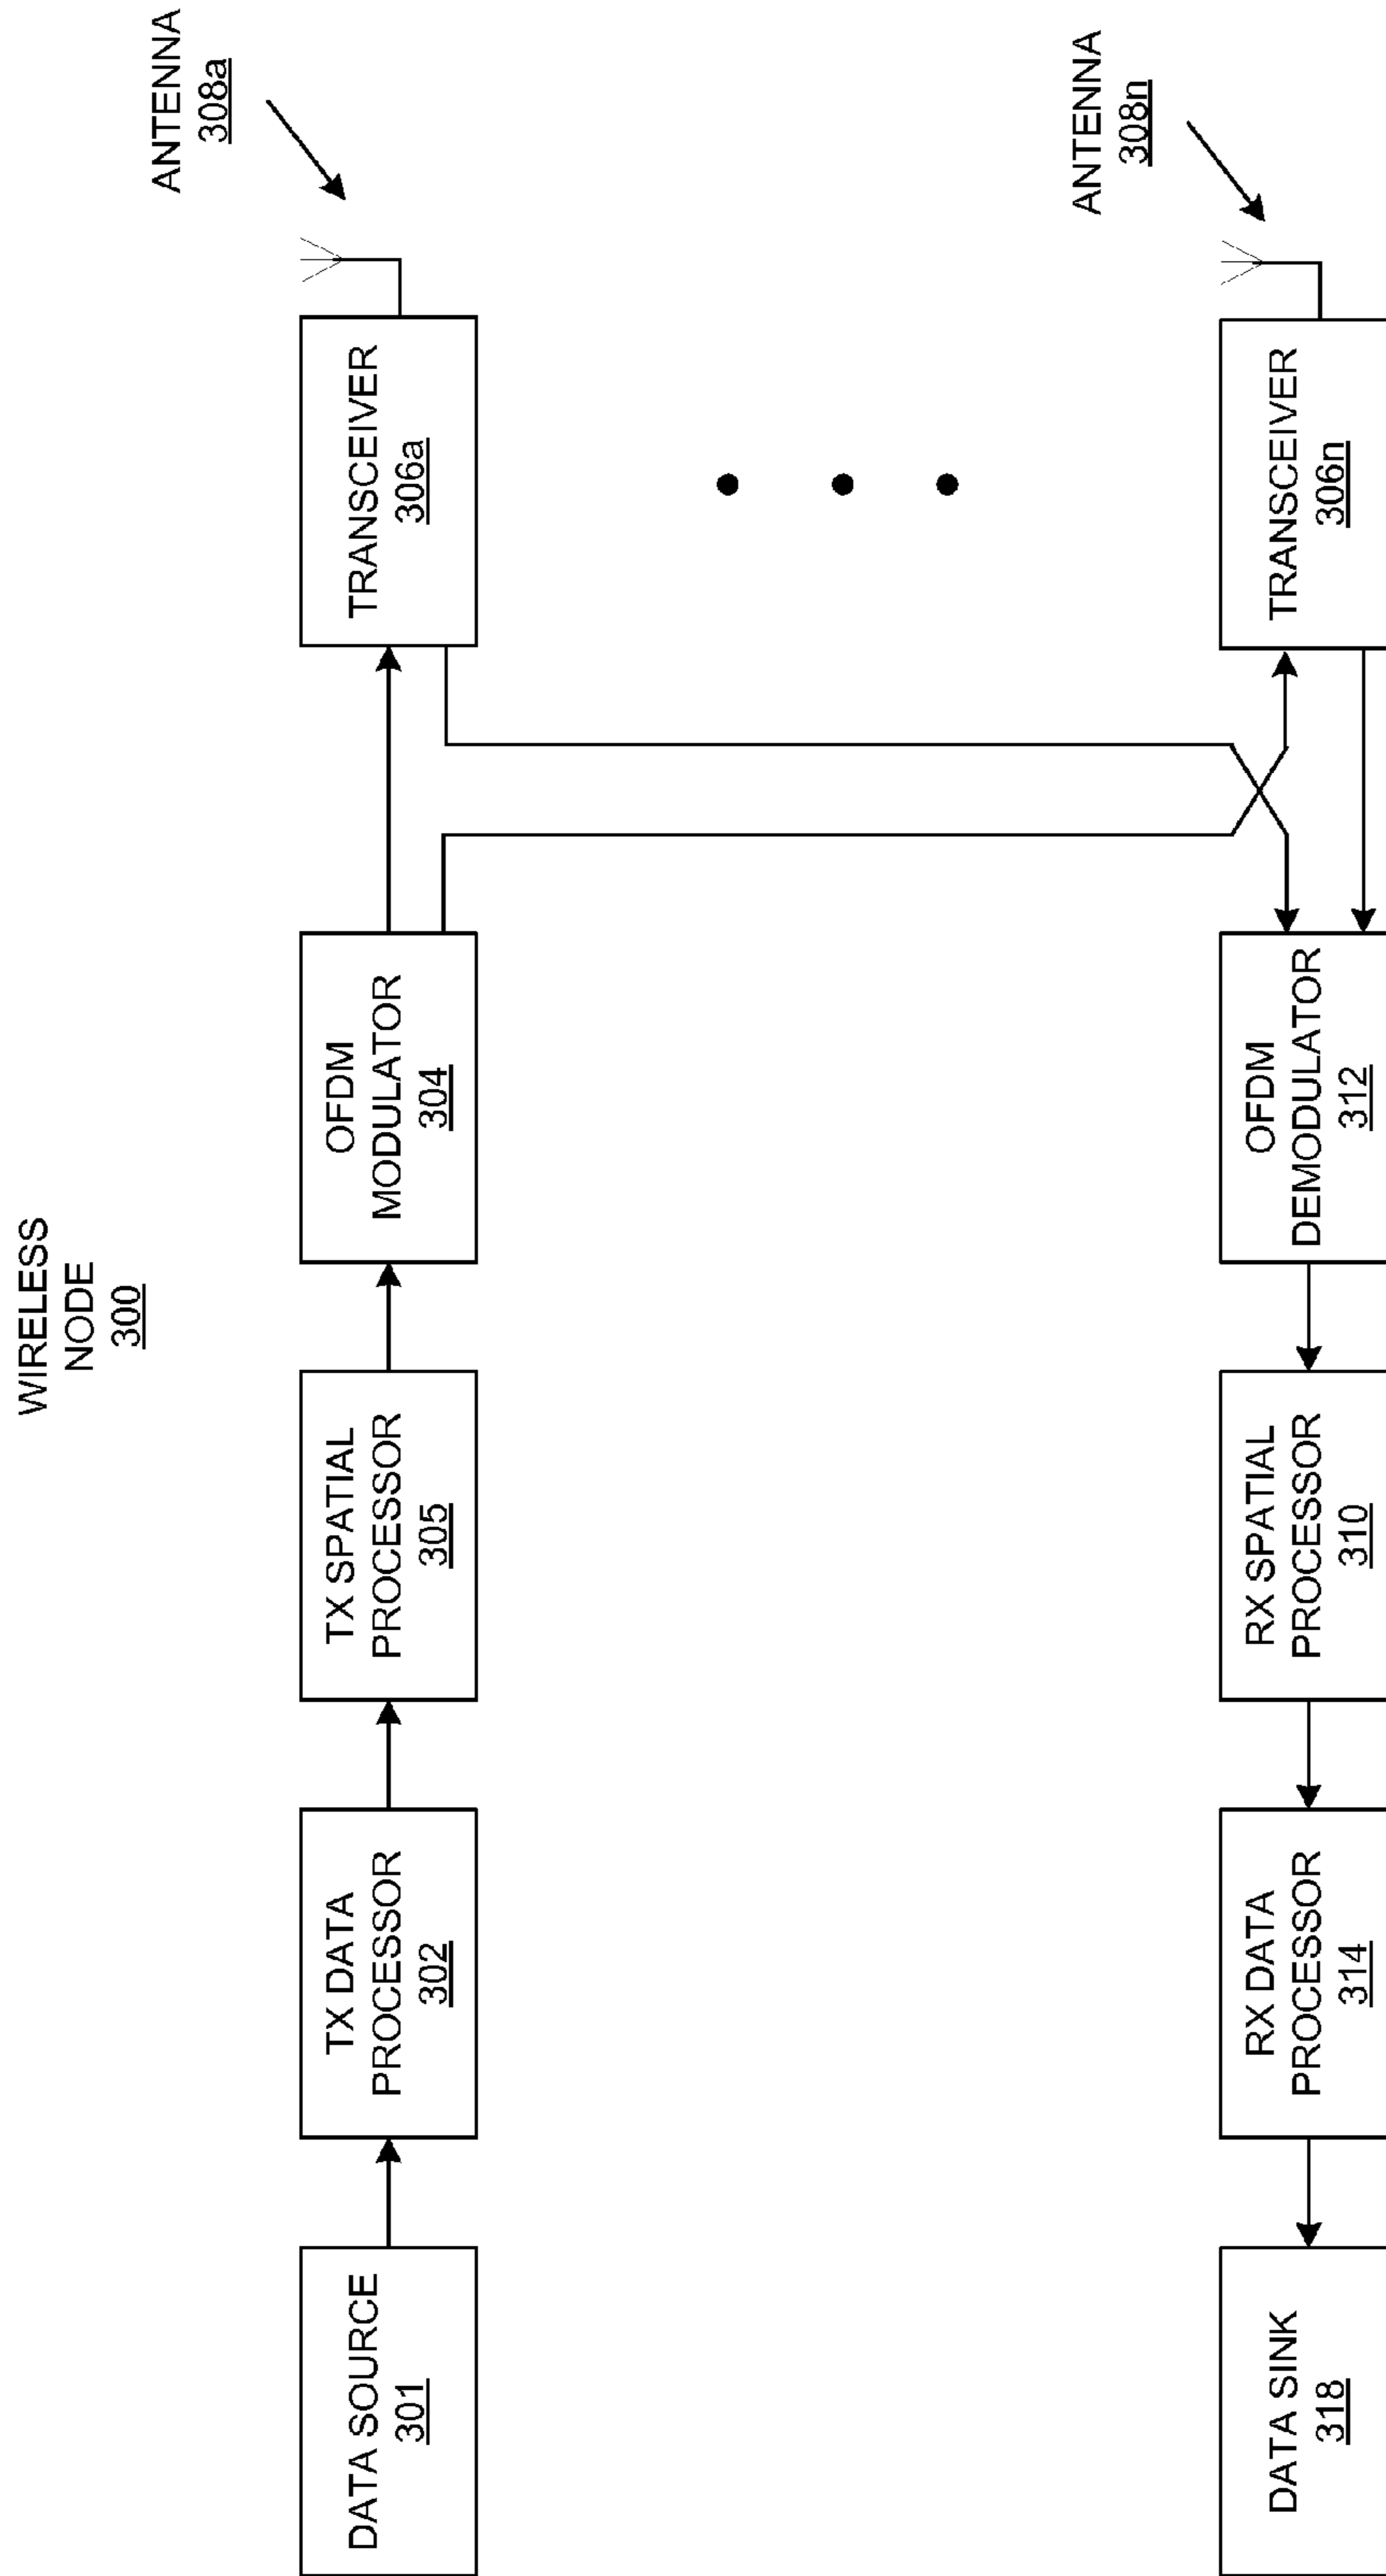 WIRELESS
NODE
300
DATA SOURCE
301
TX DATA
PROCESSOR
302
TX SPATIAL
PROCESSOR
305
OFDM
MODULATOR
304
TRANSCEIVER
306a
ANTENNA
308a
DATA SINK
318
RX DATA
PROCESSOR
314
RX SPATIAL
PROCESSOR
310
OFDM
DEMODULATOR
312
TRANSCEIVER
306n
ANTENNA
308n